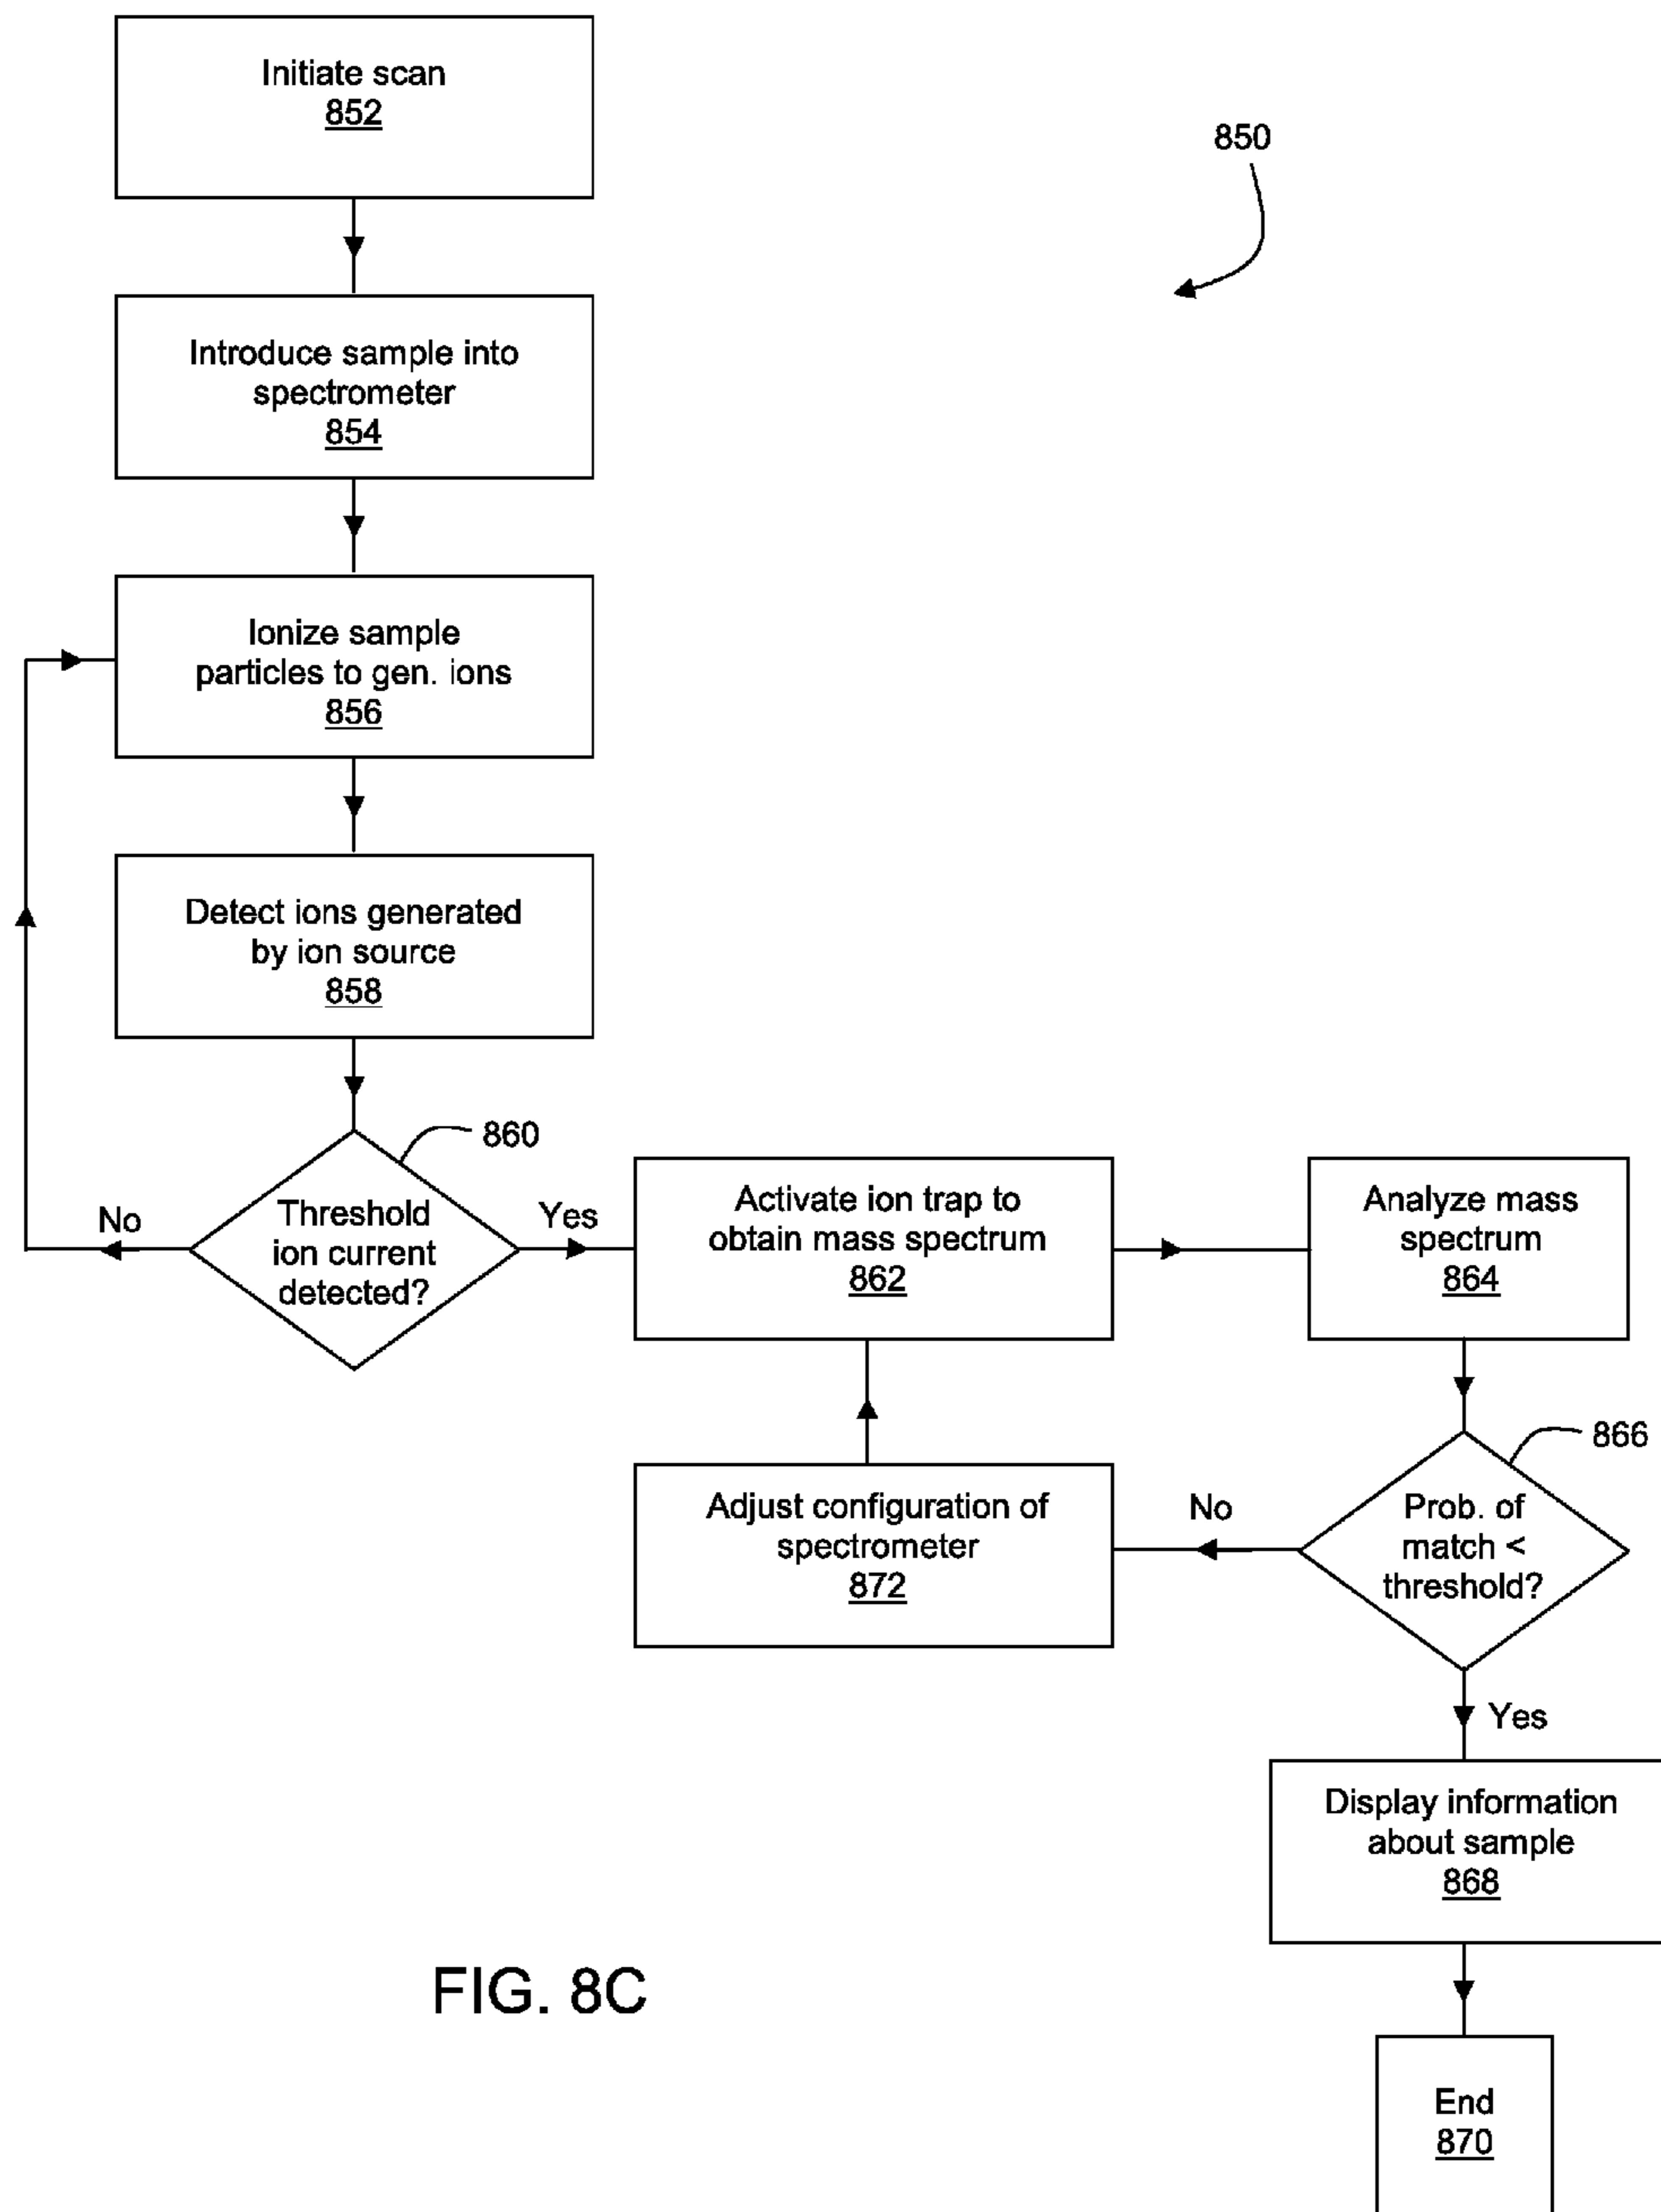 Initiate scan
852
850
Introduce sample into
spectrometer
854
Ionize sample
particles to gen. ions
856
Detect ions generated
by ion source
858
860
Threshold
ion current
detected?
No
Yes
Activate ion trap to
obtain mass spectrum
862
Analyze mass
spectrum
864
866
Prob. of
match <
threshold?
No
Adjust configuration of
spectrometer
872
Yes
Display information
about sample
868
End
870
FIG. 8C